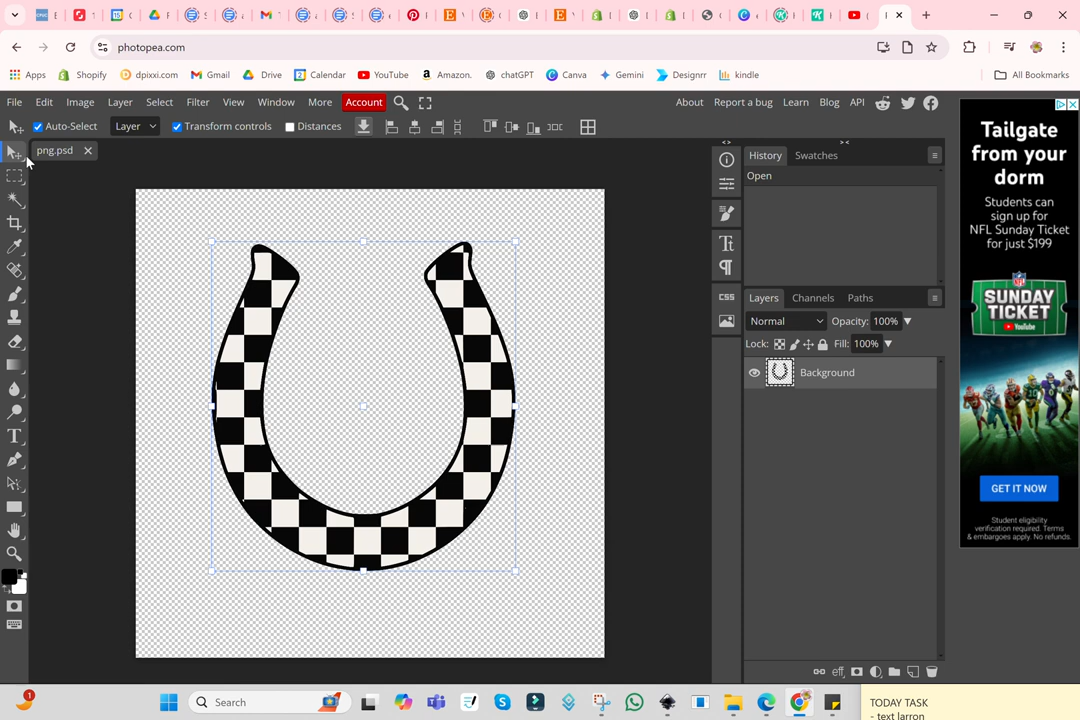 photopea.com
Apps Shopify dpixxi.com Gmail Drive Calendar YouTube Amazon. chatGPT Canva Gemini Designrr kindle All Bookmarks
File Edit Image Layer Select Filter View Window More Account About Report a bug Learn Blog API
Auto-Select Layer Transform controls Distances
png.psd
History Swatches
Open
Layers Channels Paths
Normal Opacity: 100%
Lock: Fill: 100%
Background
CSS
Tailgate
from your
dorm
Students can
sign up for
NFL Sunday Ticket
for just $199
SUNDAY
TICKET
YouTube
GET IT NOW
Student eligibility
verification required. Terms
& embargoes apply. No refunds.
Search
1
TODAY TASK
- text larron